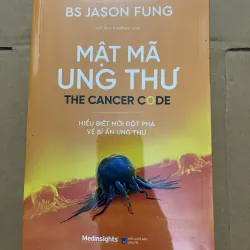 BS JASON FUNG
MẬT MÃ
UNG THƯ
THE CANCER CODE
HIỂU BIẾT MỚI ĐỘT PHÁ
VỀ BÍ ẨN UNG THƯ
Medinsights